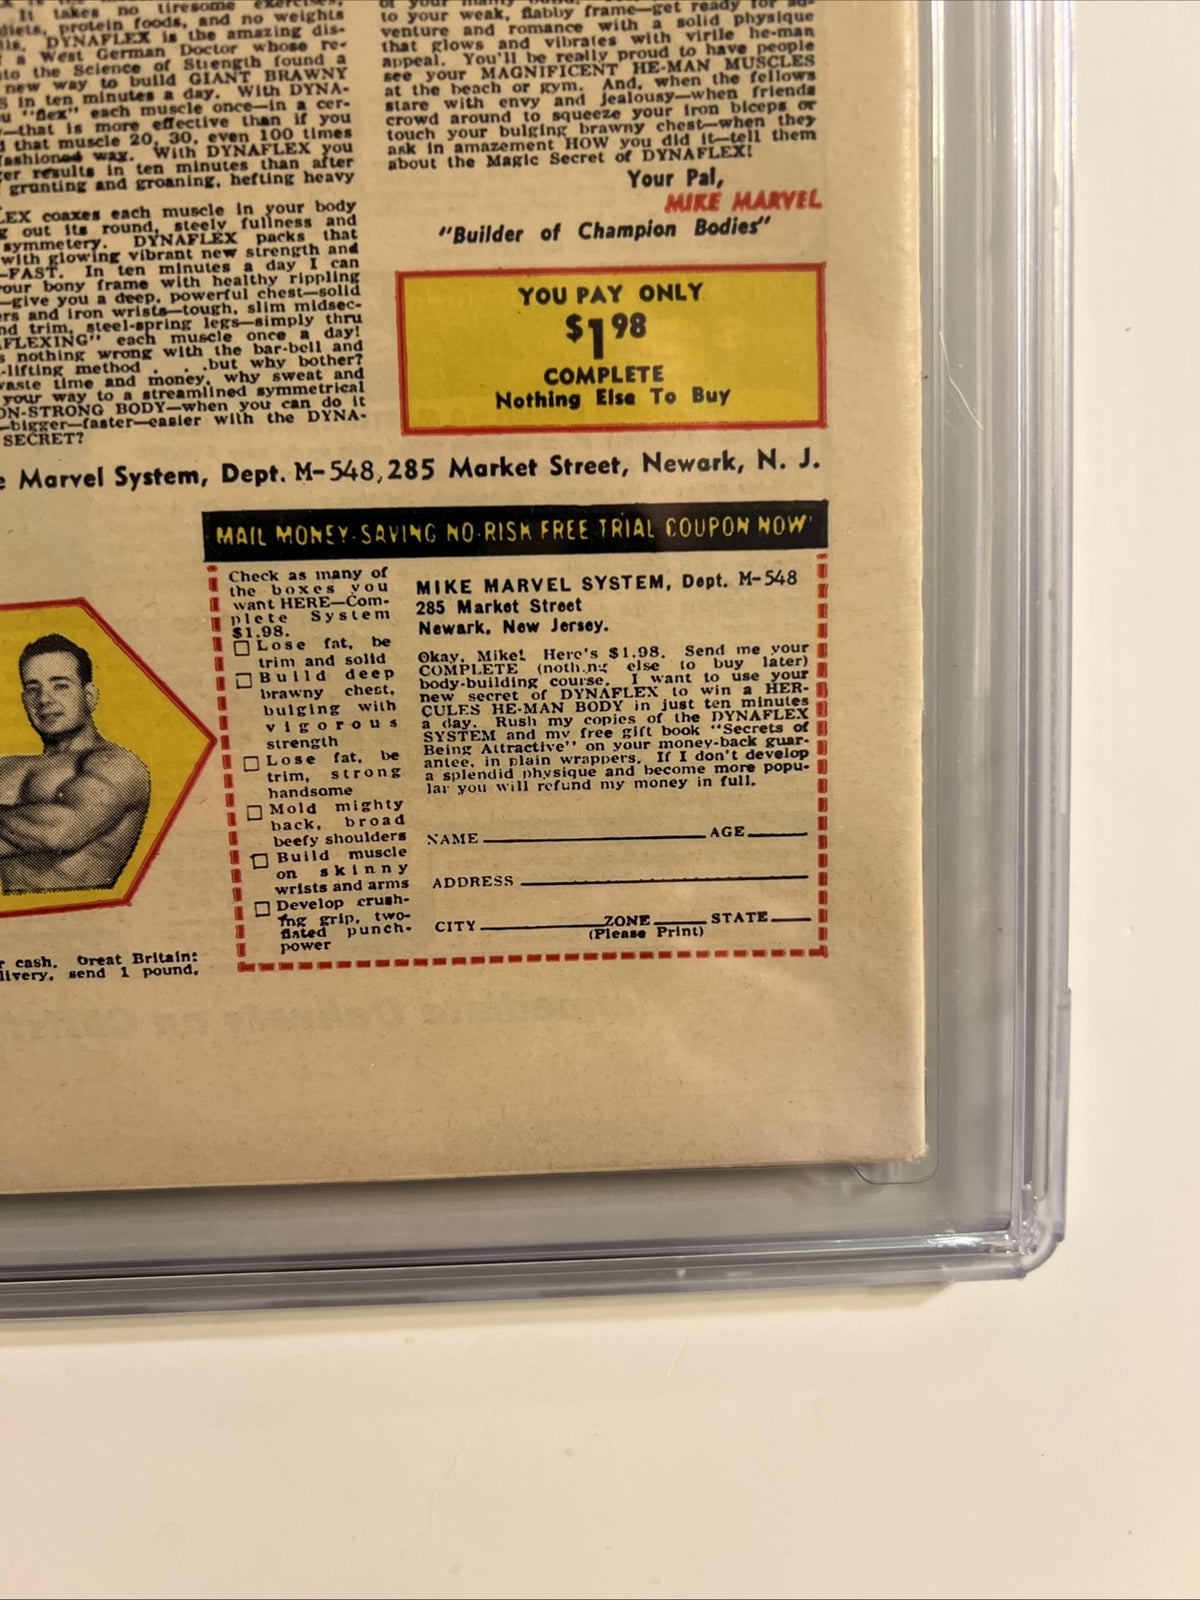 It takes no tiresome exercises,
diets, protein foods, and no weights
DYNAFLEX is the amazing dis-
a West German Doctor whose re-
to the Science of Strength found a
new way to build GIANT BRAWNY
in ten minutes a day. With DYNA-
"flex" each muscle once—in a cer-
—that is more effective than if you
that muscle 20, 30, even 100 times
fashioned way. With DYNAFLEX you
results in ten minutes than after
grunting and groaning, hefting heavy
LEX coaxes each muscle in your body
out its round, steely fullness and
symmetery. DYNAFLEX packs that
with glowing vibrant new strength and
—FAST. In ten minutes a day I can
your bony frame with healthy rippling
—give you a deep, powerful chest—solid
and iron wrists—tough, slim midsec-
trim, steel-spring legs—simply thru
FLEXING" each muscle once a day!
nothing wrong with the bar-bell and
-lifting method . . .but why bother?
waste time and money, why sweat and
your way to a streamlined symmetrical
ON-STRONG BODY—when you can do it
—bigger—faster—easier with the DYNA-
SECRET?
to your weak, flabby frame—get ready for ad-
venture and romance with a solid physique
that glows and vibrates with virile he-man
appeal. You'll be really proud to have people
see your MAGNIFICENT HE-MAN MUSCLES
at the beach or gym. And, when the fellows
stare with envy and jealousy—when friends
crowd around to squeeze your iron biceps or
touch your bulging brawny chest—when they
ask in amazement HOW you did it—tell them
about the Magic Secret of DYNAFLEX!
Your Pal,
MIKE MARVEL
"Builder of Champion Bodies"
YOU PAY ONLY
$1 98
COMPLETE
Nothing Else To Buy
Marvel System, Dept. M-548, 285 Market Street, Newark, N. J.
MAIL MONEY-SAVING NO-RISK FREE TRIAL COUPON NOW
Check as many of
the boxes you
want HERE—Com-
plete System
$1.98.
Lose fat, be
trim and solid
Build deep
brawny chest,
bulging with
vigorous
strength
Lose fat, be
trim, strong
handsome
Mold mighty
back, broad
beefy shoulders
Build muscle
on skinny
wrists and arms
Develop crush-
ing grip, two-
fisted punch-
power
MIKE MARVEL SYSTEM, Dept. M-548
285 Market Street
Newark, New Jersey.
Okay, Mike! Here's $1.98. Send me your
COMPLETE (nothing else to buy later)
body-building course. I want to use your
new secret of DYNAFLEX to win a HER-
CULES HE-MAN BODY in just ten minutes
a day. Rush my copies of the DYNAFLEX
SYSTEM and my free gift book "Secrets of
Being Attractive" on your money-back guar-
antee, in plain wrappers. If I don't develop
a splendid physique and become more popu-
lar you will refund my money in full.
NAME AGE
ADDRESS
CITY ZONE STATE
(Please Print)
cash. Great Britain:
livery, send 1 pound,